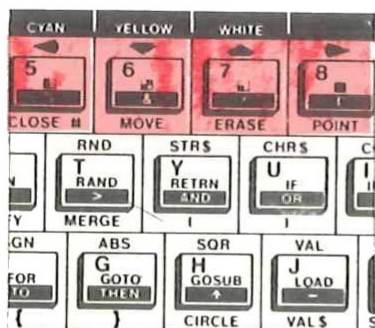 CYAN YELLOW WHITE
5 6 7 8
& ' (
CLOSE # MOVE ERASE POINT
RND STR$ CHR$
T Y U I
RAND RETRN IF
> AND OR
MERGE [ ]
ABS SQR VAL
G H J
FOR GOTO GOSUB LOAD
TO THEN ↑ −
{ } CIRCLE VAL$